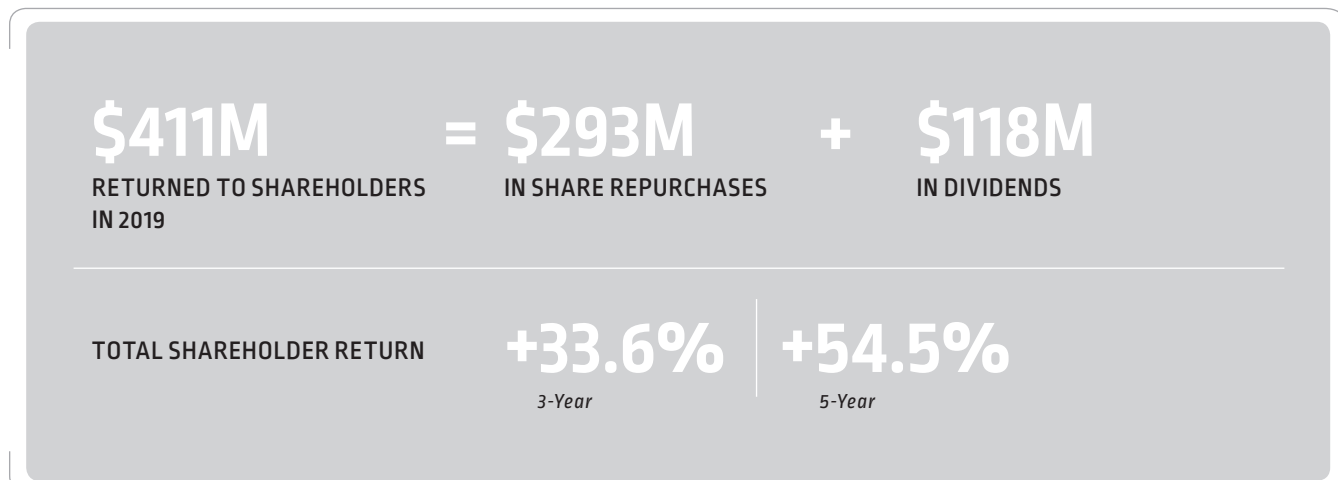 $411M = $293M + $118M
RETURNED TO SHAREHOLDERS IN SHARE REPURCHASES IN DIVIDENDS
IN 2019
TOTAL SHAREHOLDER RETURN +33.6% +54.5%
3-Year 5-Year